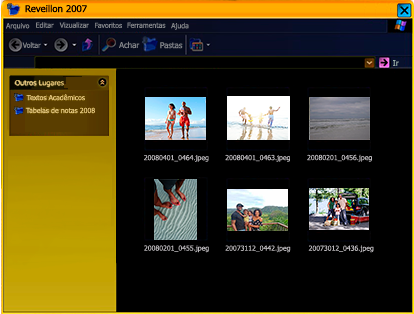 Reveillon 2007
Arquivo Editar Vizualizar Favoritos Ferramentas Ajuda
Voltar Achar Pastas
Ir
Outros Lugares
Textos Acadêmicos
Tabelas de notas 2008
20080401_0464.jpeg 20080401_0463.jpeg 20080201_0456.jpeg
20080201_0455.jpeg 20073112_0442.jpeg 20073012_0436.jpeg